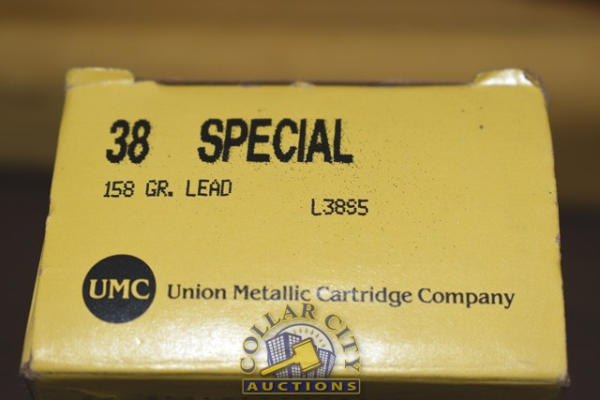 38 SPECIAL
158 GR. LEAD
L38S5
UMC Union Metallic Cartridge Company
COLLAR CITY
AUCTIONS